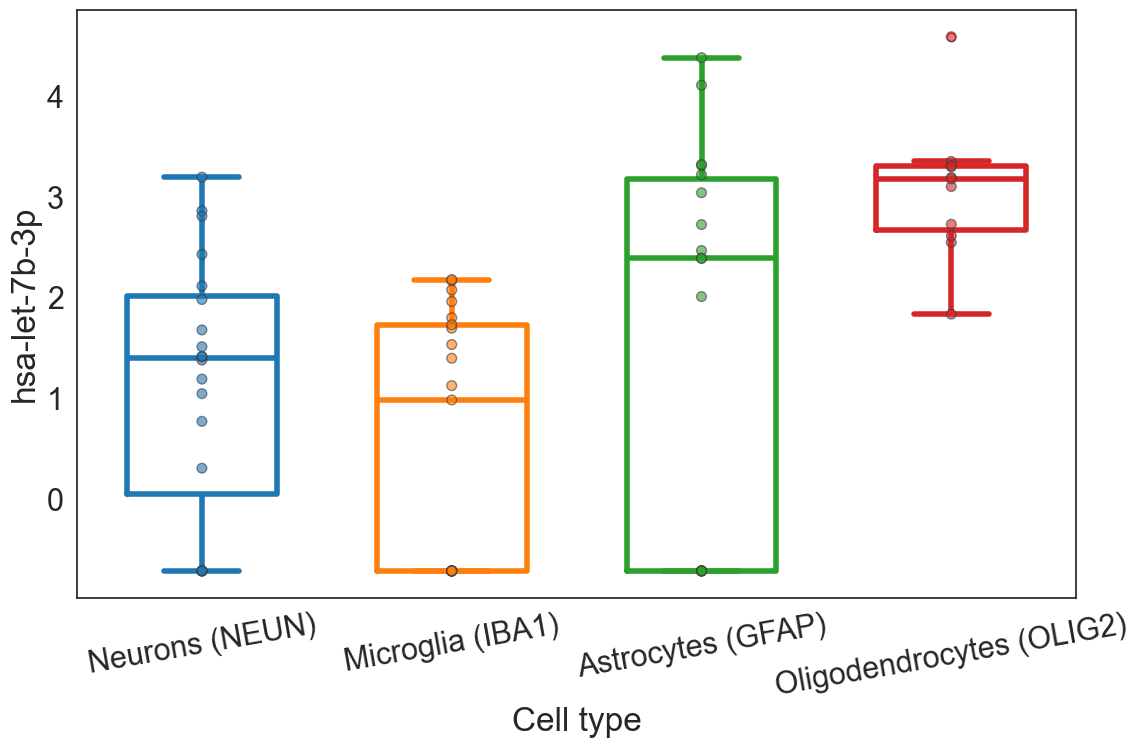 hsa-let-7b-3p
4
3
2
1
0
Neurons (NEUN)
Microglia (IBA1)
Astrocytes (GFAP)
Oligodendrocytes (OLIG2)
Cell type